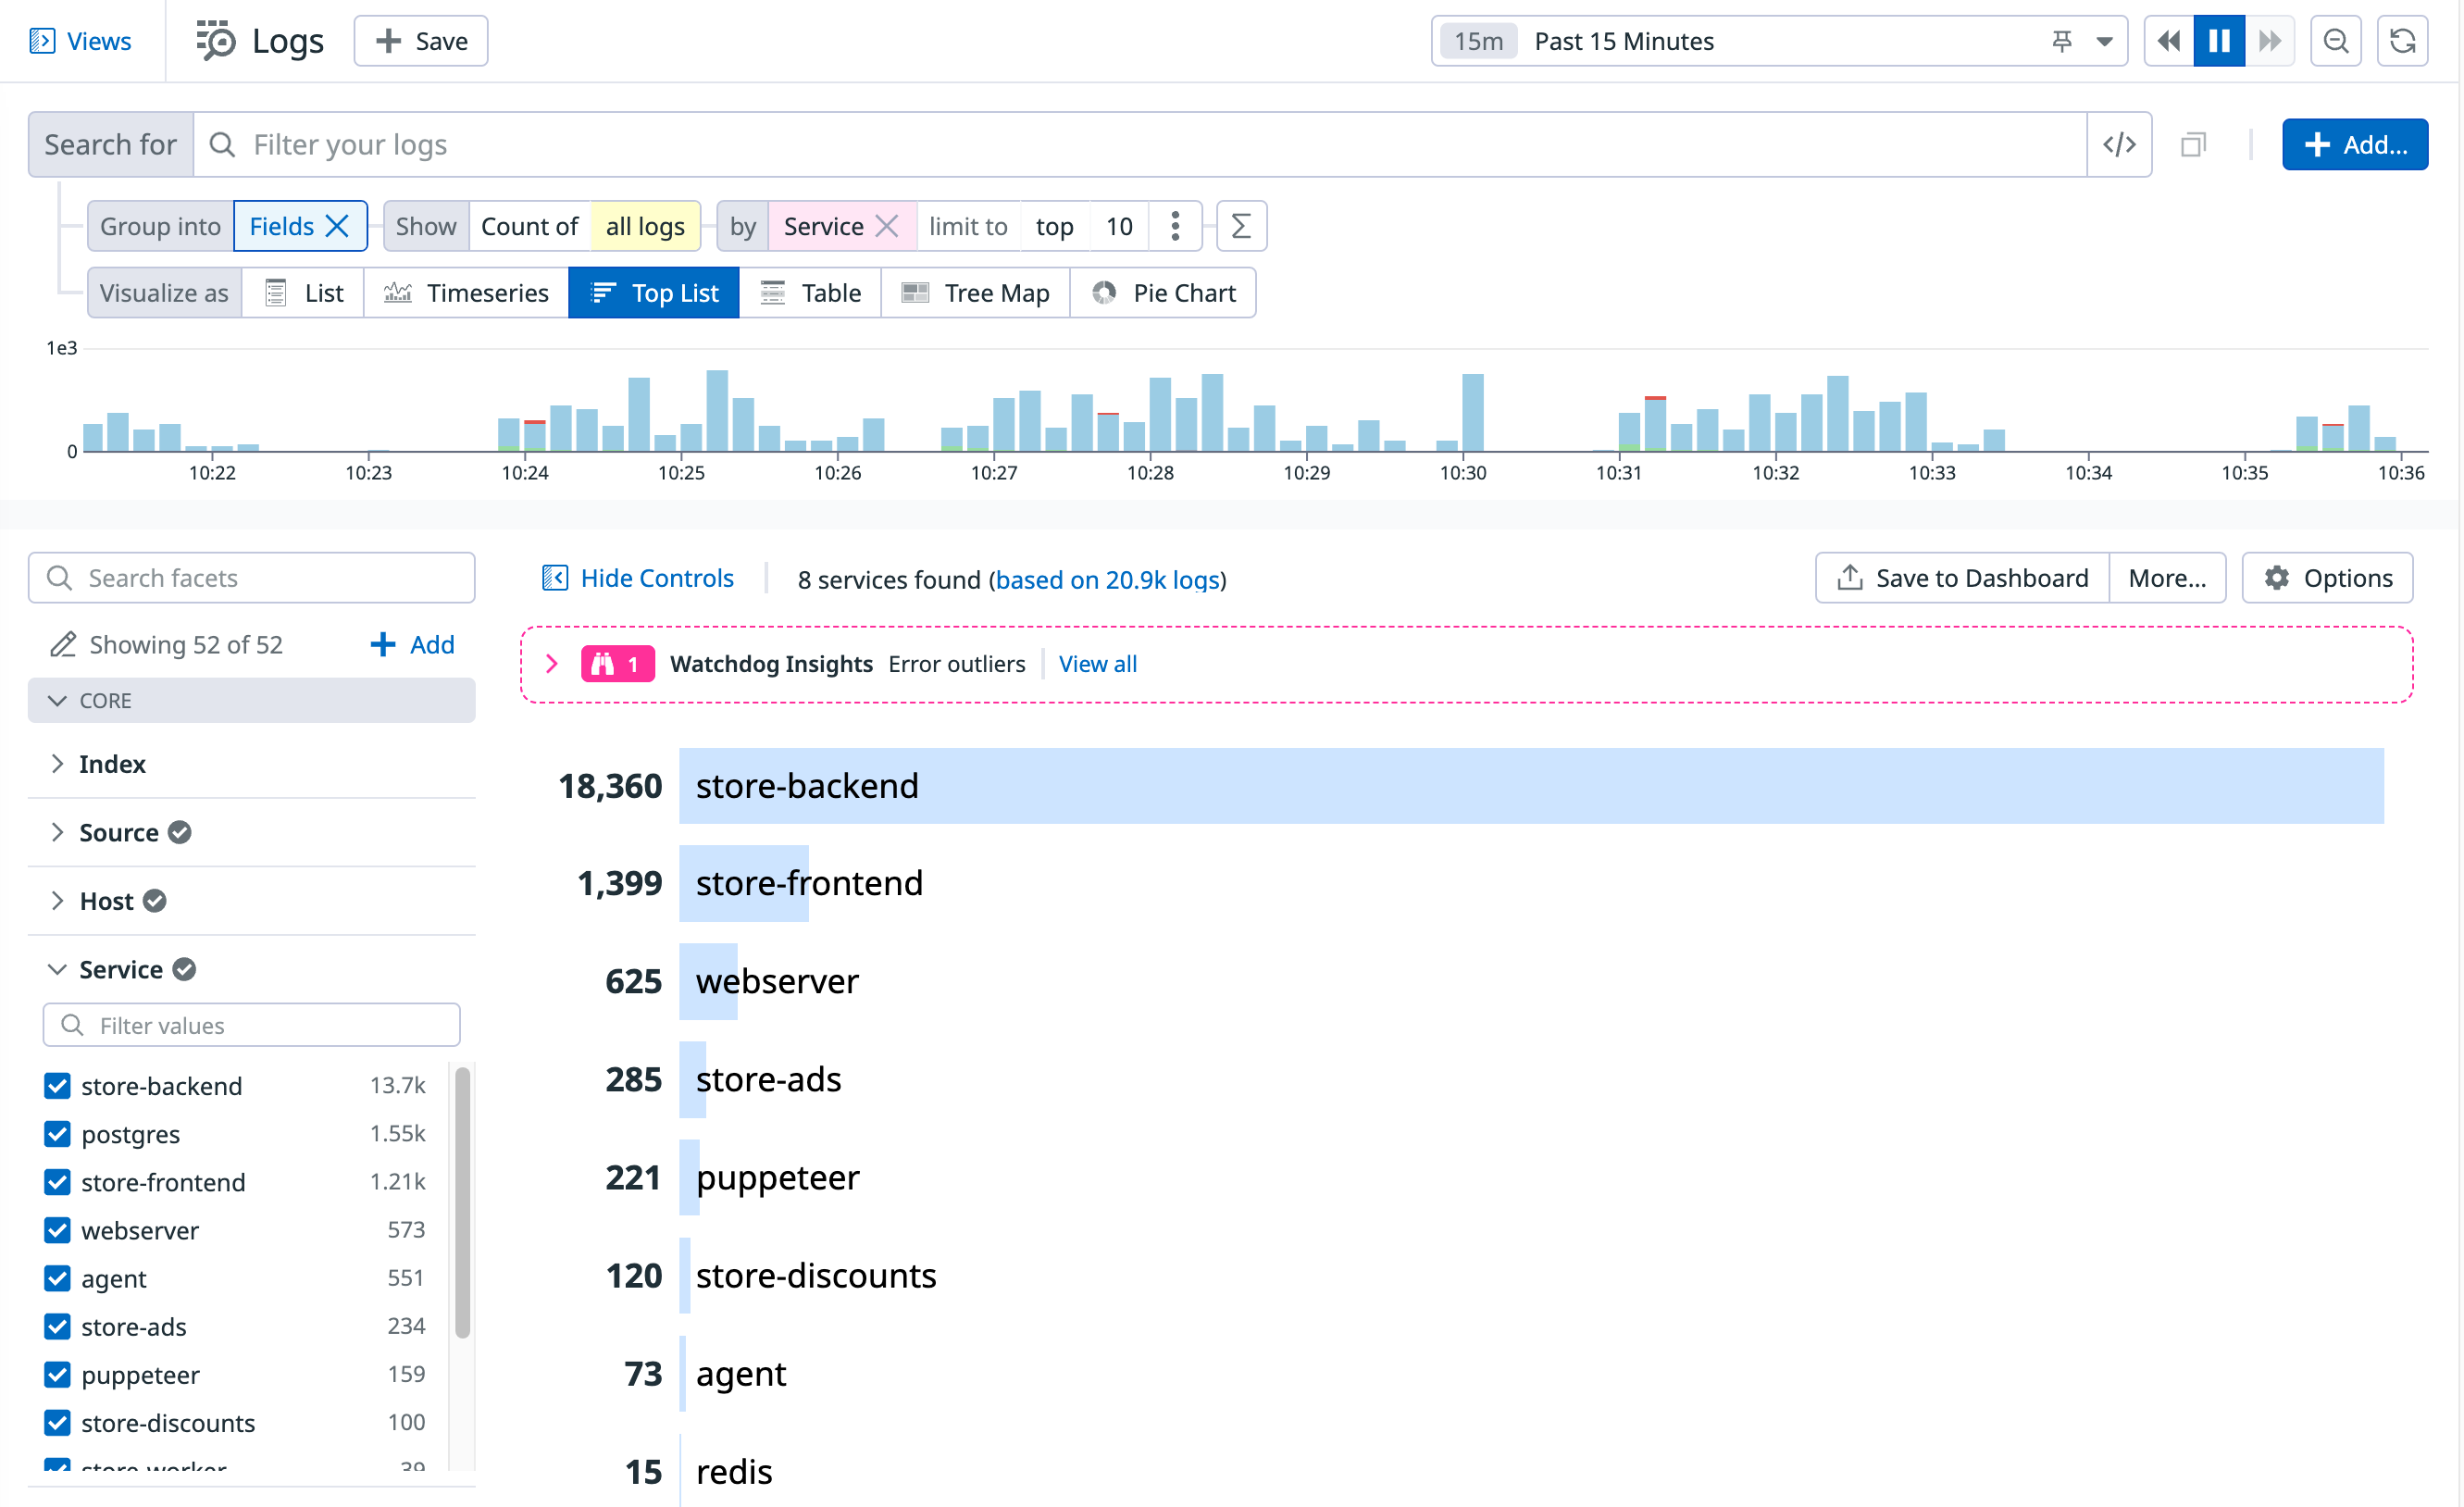 Views
Logs
Save
15m Past 15 Minutes
Search for Filter your logs
Add...
Group into Fields Show Count of all logs by Service limit to top 10
Visualize as List Timeseries Top List Table Tree Map Pie Chart
1e3
0
10:22 10:23 10:24 10:25 10:26 10:27 10:28 10:29 10:30 10:31 10:32 10:33 10:34 10:35 10:36
Search facets
Showing 52 of 52 Add
CORE
Index
Source
Host
Service
Filter values
store-backend 13.7k
postgres 1.55k
store-frontend 1.21k
webserver 573
agent 551
store-ads 234
puppeteer 159
store-discounts 100
store-worker 39
Hide Controls 8 services found (based on 20.9k logs)
Save to Dashboard More... Options
1 Watchdog Insights Error outliers View all
18,360 store-backend
1,399 store-frontend
625 webserver
285 store-ads
221 puppeteer
120 store-discounts
73 agent
15 redis